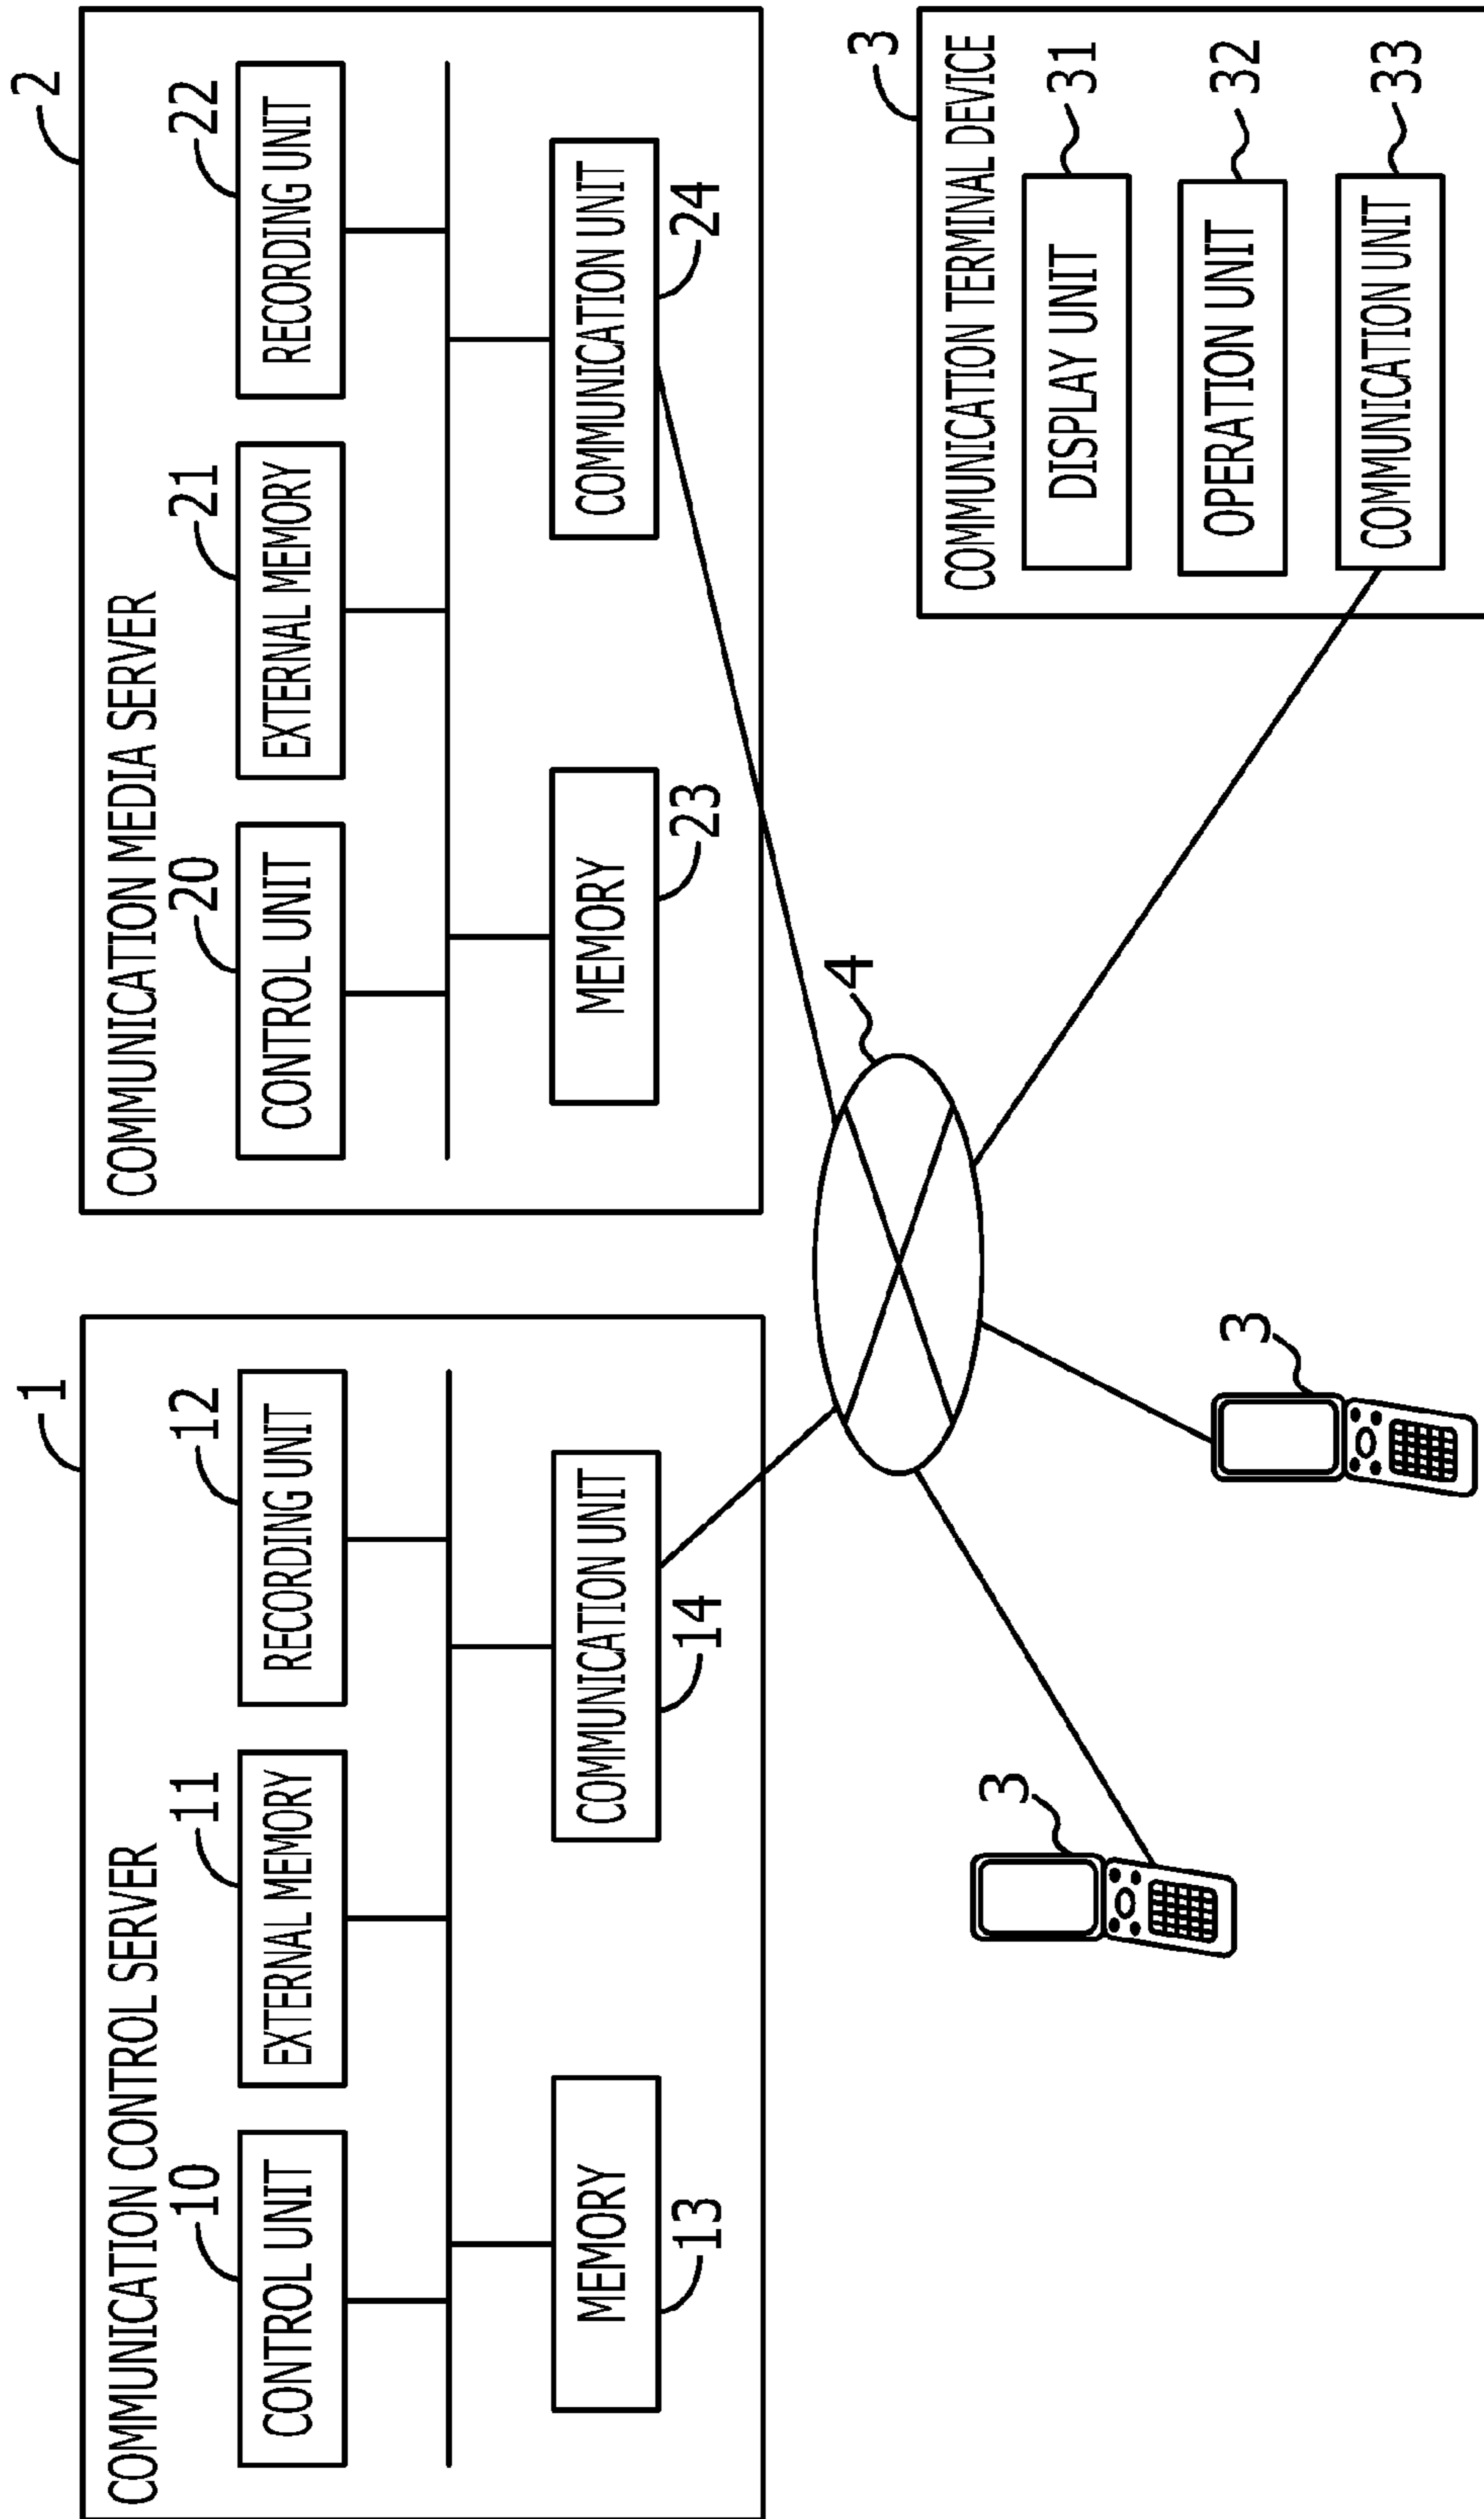 1
COMMUNICATION CONTROL SERVER
10
CONTROL UNIT
11
EXTERNAL MEMORY
12
RECORDING UNIT
MEMORY
13
COMMUNICATION UNIT
14
2
COMMUNICATION MEDIA SERVER
20
CONTROL UNIT
21
EXTERNAL MEMORY
22
RECORDING UNIT
MEMORY
23
COMMUNICATION UNIT
24
4
3
3
3
COMMUNICATION TERMINAL DEVICE
DISPLAY UNIT
31
OPERATION UNIT
32
COMMUNICATION UNIT
33